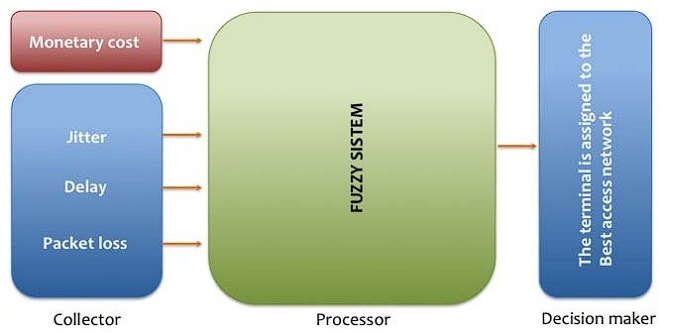 Monetary cost
Jitter
Delay
Packet loss
FUZZY SISTEM
The terminal is assigned to the
Best access network
Collector
Processor
Decision maker